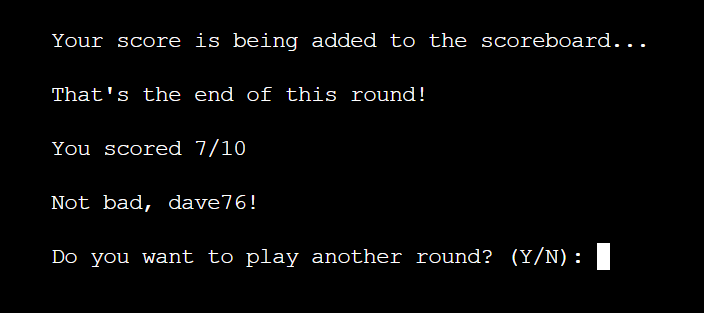 Your score is being added to the scoreboard...
That's the end of this round!
You scored 7/10
Not bad, dave76!
Do you want to play another round? (Y/N):